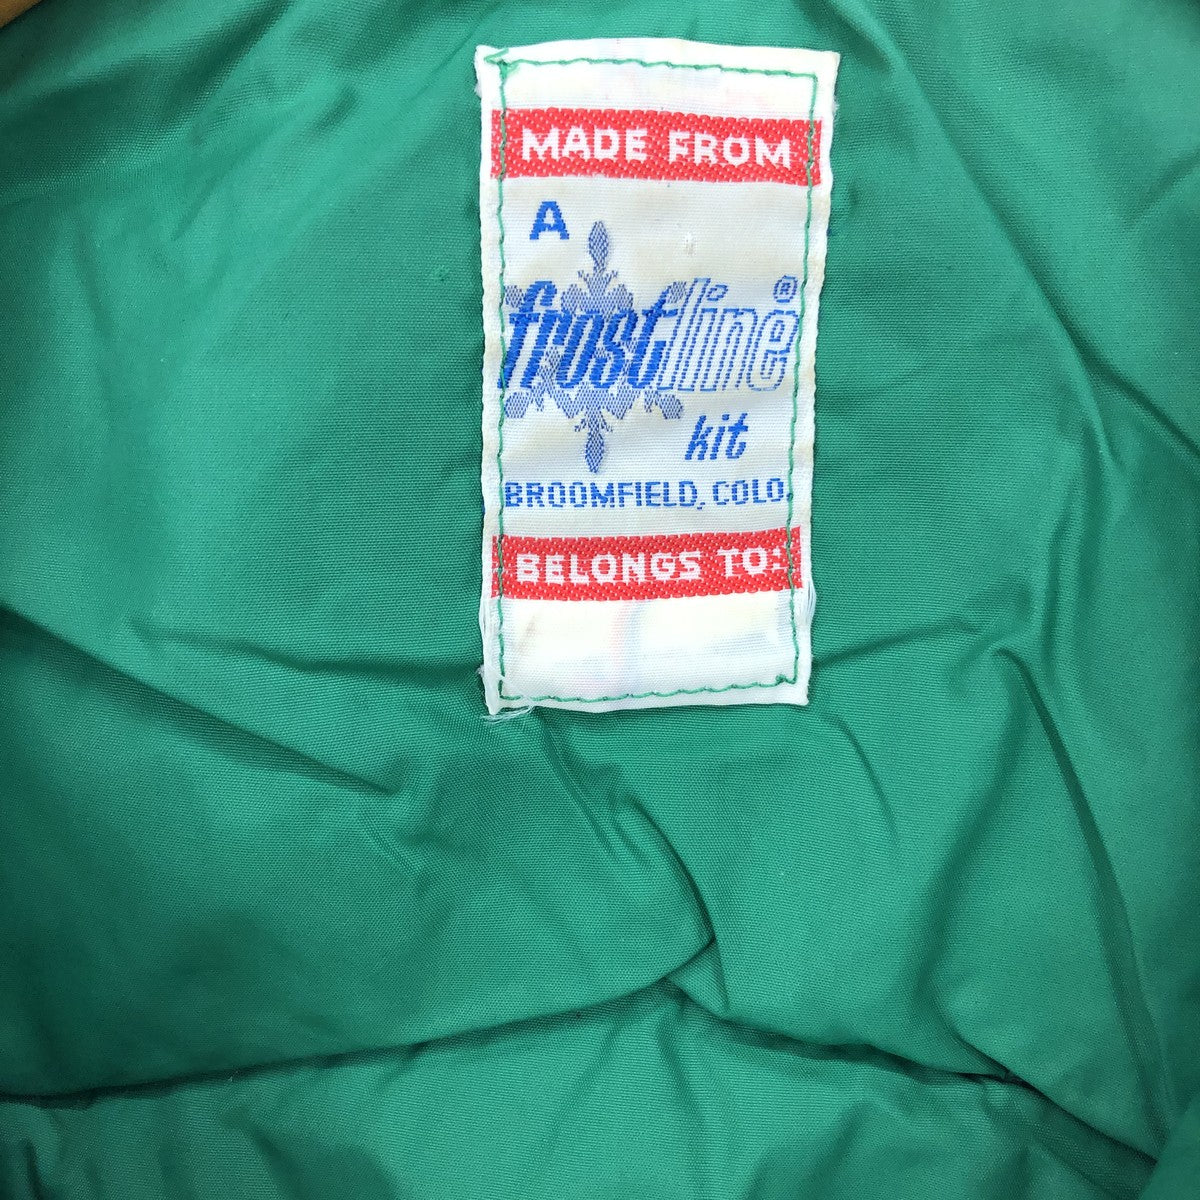 MADE FROM
A
frostline®
kit
BROOMFIELD, COLO.
BELONGS TO: